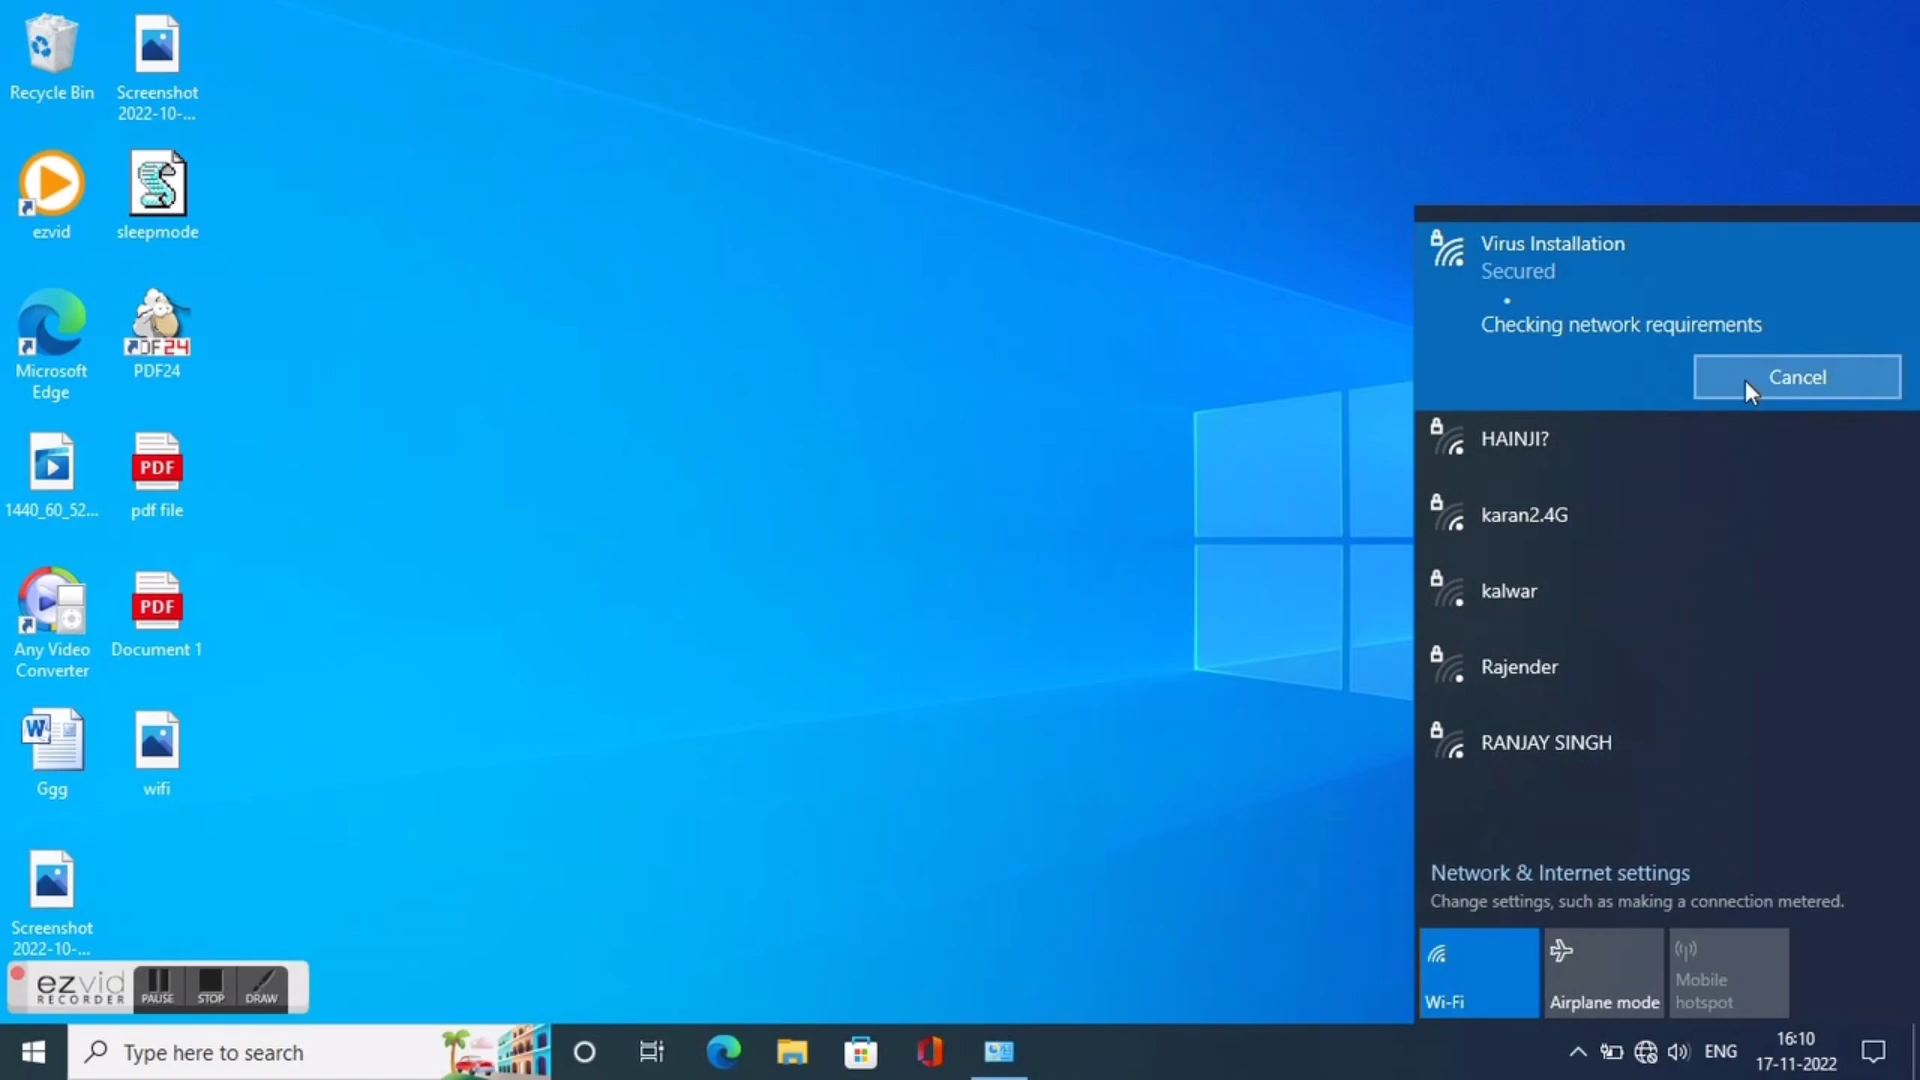 Recycle Bin
Screenshot
2022-10-...
ezvid
sleepmode
Microsoft
Edge
PDF24
1440_60_52...
PDF
pdf file
Any Video
Converter
PDF
Document 1
W
Ggg
wifi
Screenshot
2022-10-...
ezvid
RECORDER
PAUSE
STOP
DRAW
Virus Installation
Secured
Checking network requirements
Cancel
HAINJI?
karan2.4G
kalwar
Rajender
RANJAY SINGH
Network & Internet settings
Change settings, such as making a connection metered.
Wi-Fi
Airplane mode
Mobile
hotspot
Type here to search
ENG
16:10
17-11-2022